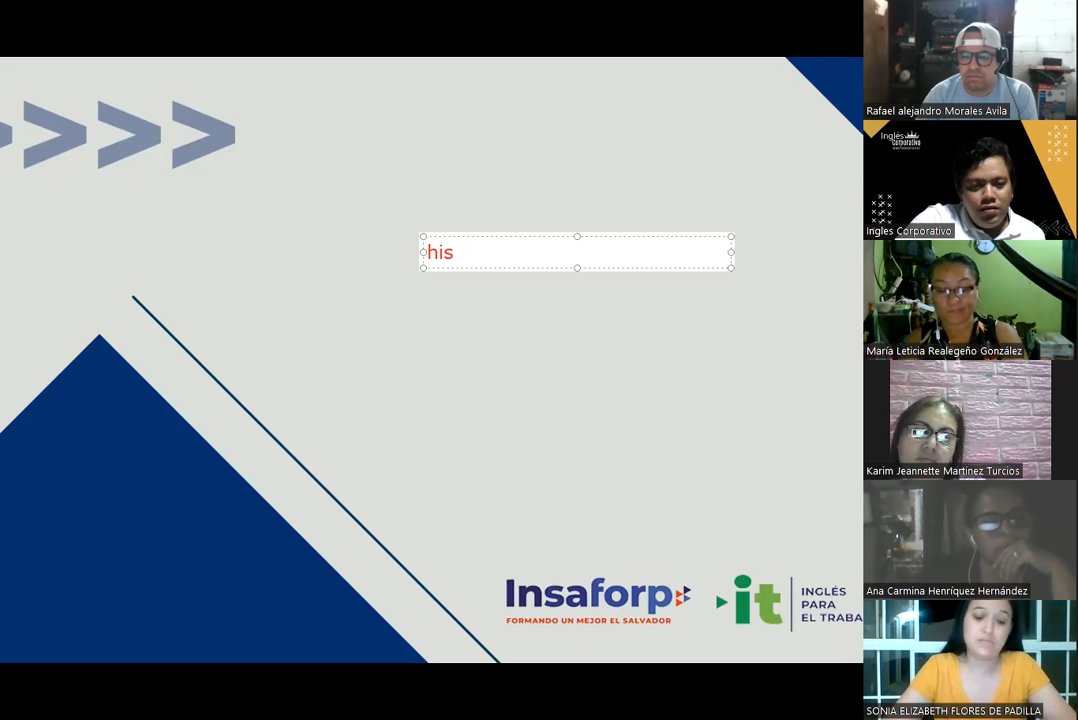 his
Insaforp
FORMANDO UN MEJOR EL SALVADOR
it
INGLÉS
PARA
EL TRABA
Rafael alejandro Morales Avila
Inglés
Corporativo
Ingles Corporativo
María Leticia Realegeño González
Karim Jeannette Martinez Turcios
Ana Carmina Henríquez Hernández
SONIA ELIZABETH FLORES DE PADILLA